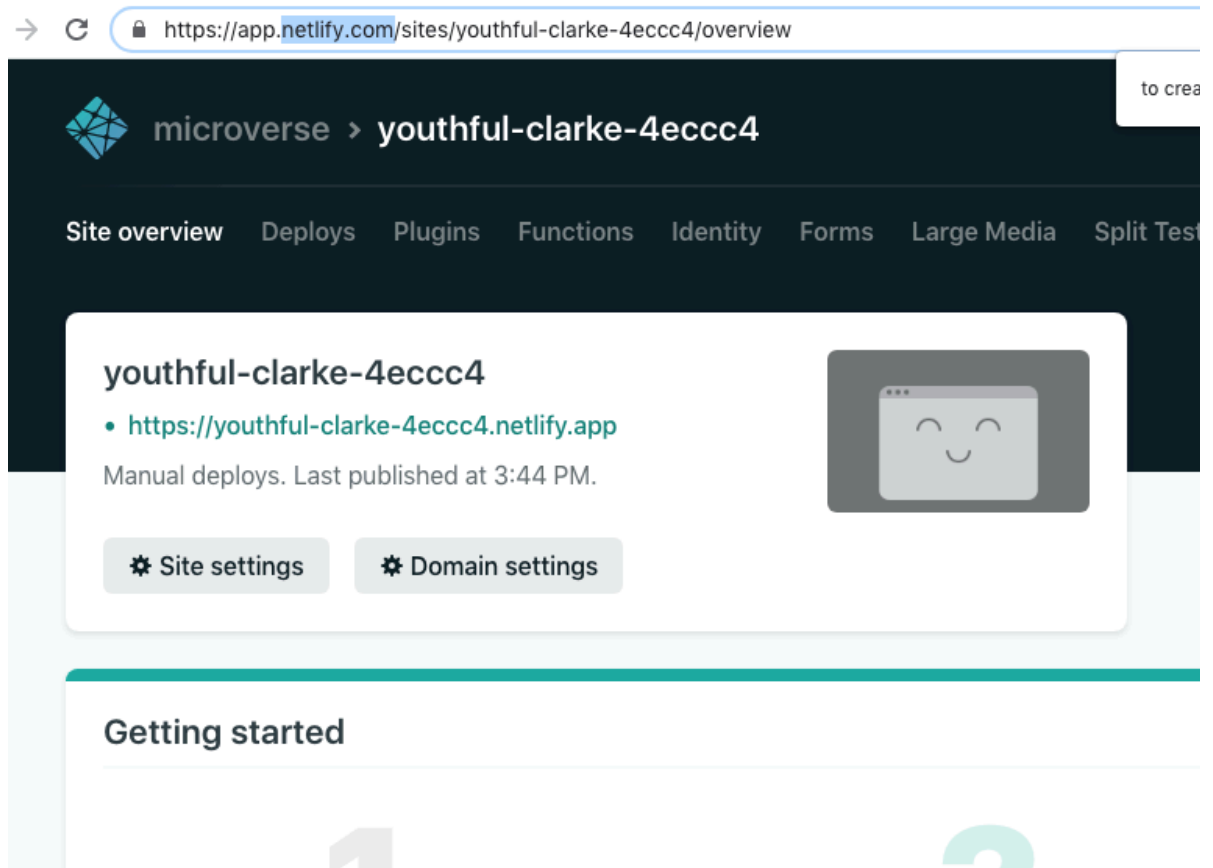 https://app.netlify.com/sites/youthful-clarke-4eccc4/overview
to crea
microverse > youthful-clarke-4eccc4
Site overview Deploys Plugins Functions Identity Forms Large Media Split Test
youthful-clarke-4eccc4
• https://youthful-clarke-4eccc4.netlify.app
Manual deploys. Last published at 3:44 PM.
Site settings Domain settings
Getting started
1 2